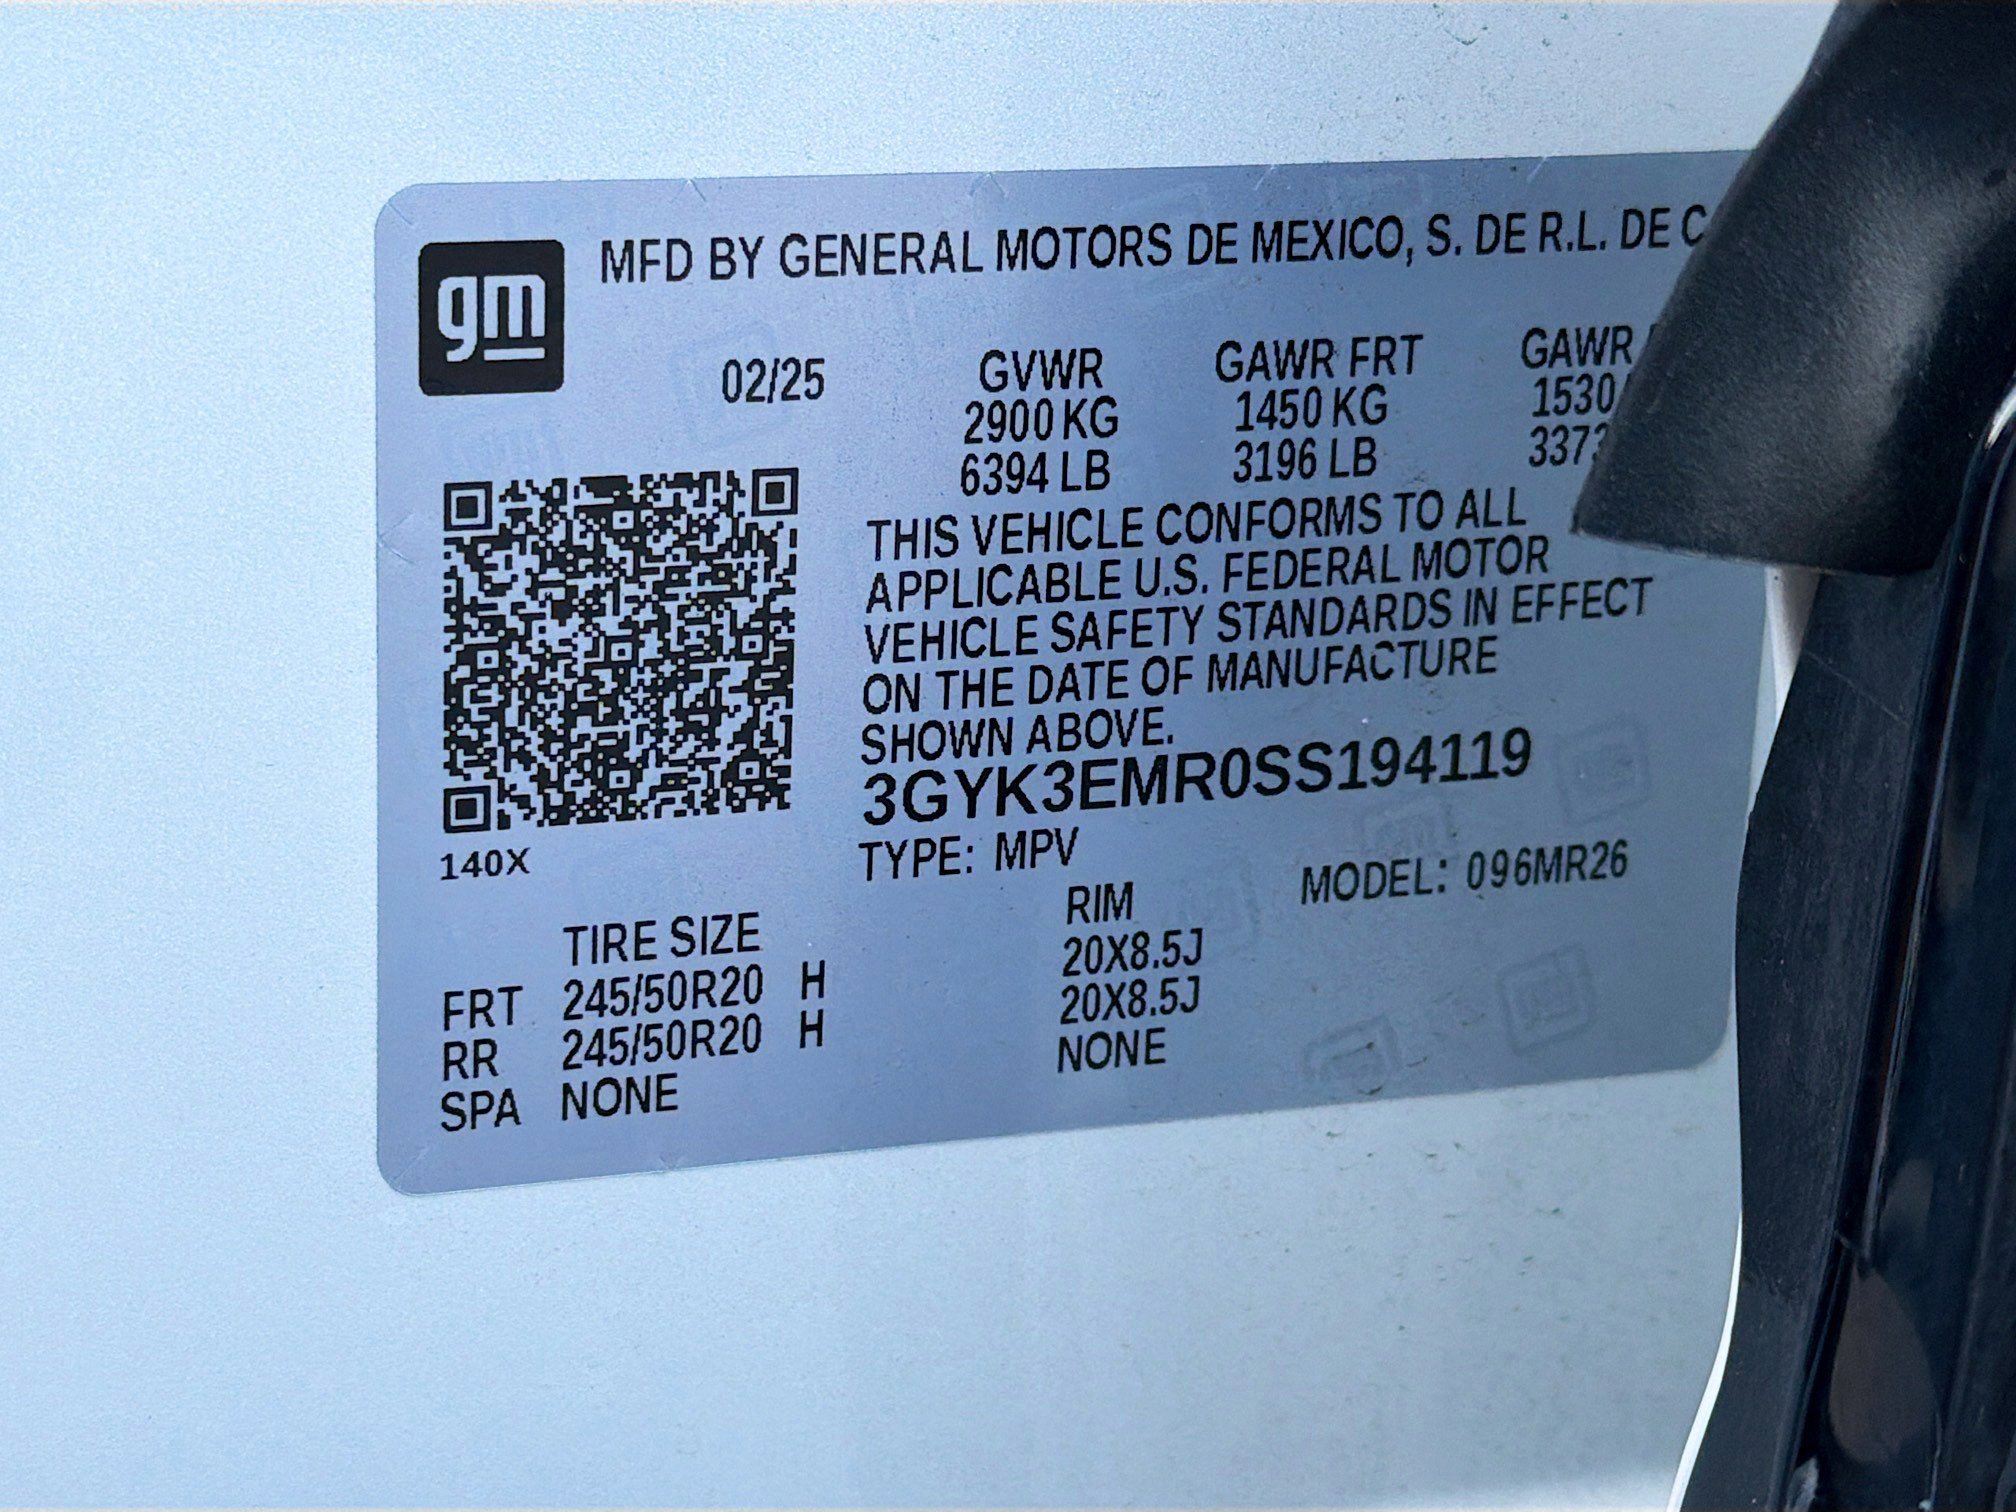 gm
MFD BY GENERAL MOTORS DE MEXICO, S. DE R.L. DE C
02/25 GVWR GAWR FRT GAWR
2900 KG 1450 KG 1530
6394 LB 3196 LB 3373
THIS VEHICLE CONFORMS TO ALL
APPLICABLE U.S. FEDERAL MOTOR
VEHICLE SAFETY STANDARDS IN EFFECT
ON THE DATE OF MANUFACTURE
SHOWN ABOVE.
3GYK3EMR0SS194119
140X
TYPE: MPV MODEL: 096MR26
TIRE SIZE RIM
FRT 245/50R20 H 20X8.5J
RR 245/50R20 H 20X8.5J
SPA NONE NONE